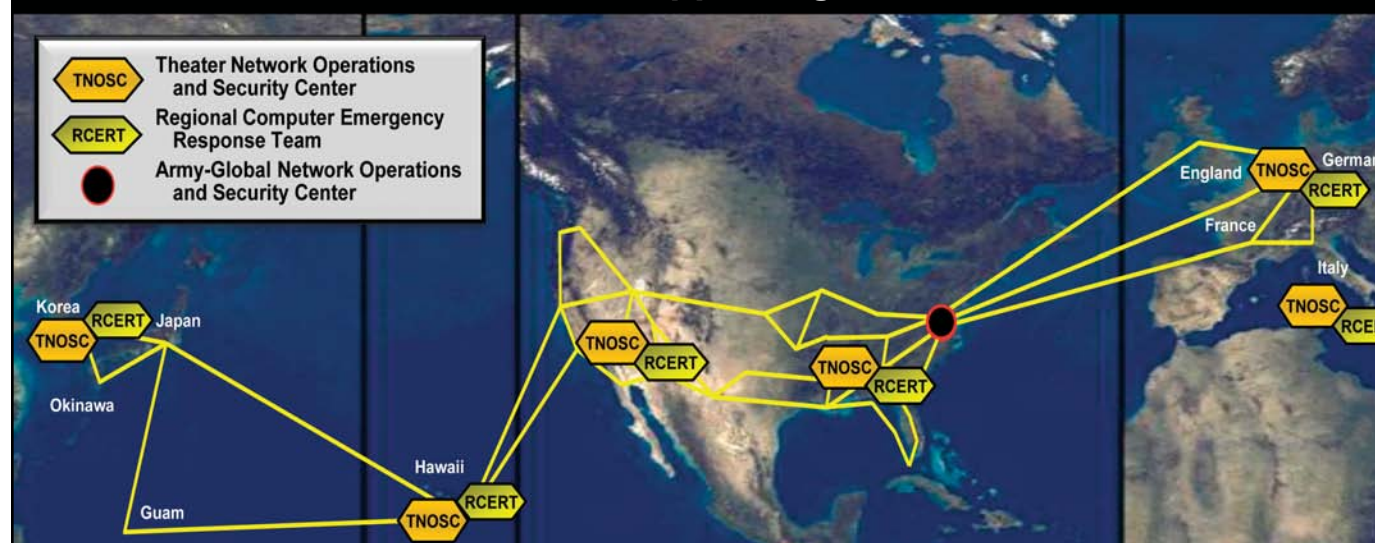 TNOSC
Theater Network Operations
and Security Center
RCERT
Regional Computer Emergency
Response Team
Army-Global Network Operations
and Security Center
England
TNOSC
RCERT
France
Italy
TNOSC
Korea
RCERT
Japan
TNOSC
Okinawa
TNOSC
RCERT
TNOSC
RCERT
Hawaii
RCERT
TNOSC
Guam